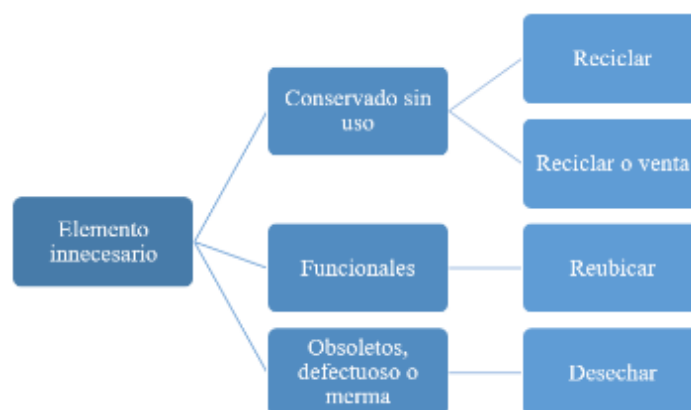 Elemento
innecesario
Conservado sin
uso
Reciclar
Reciclar o venta
Funcionales
Reubicar
Obsoletos,
defectuoso o
merma
Desechar